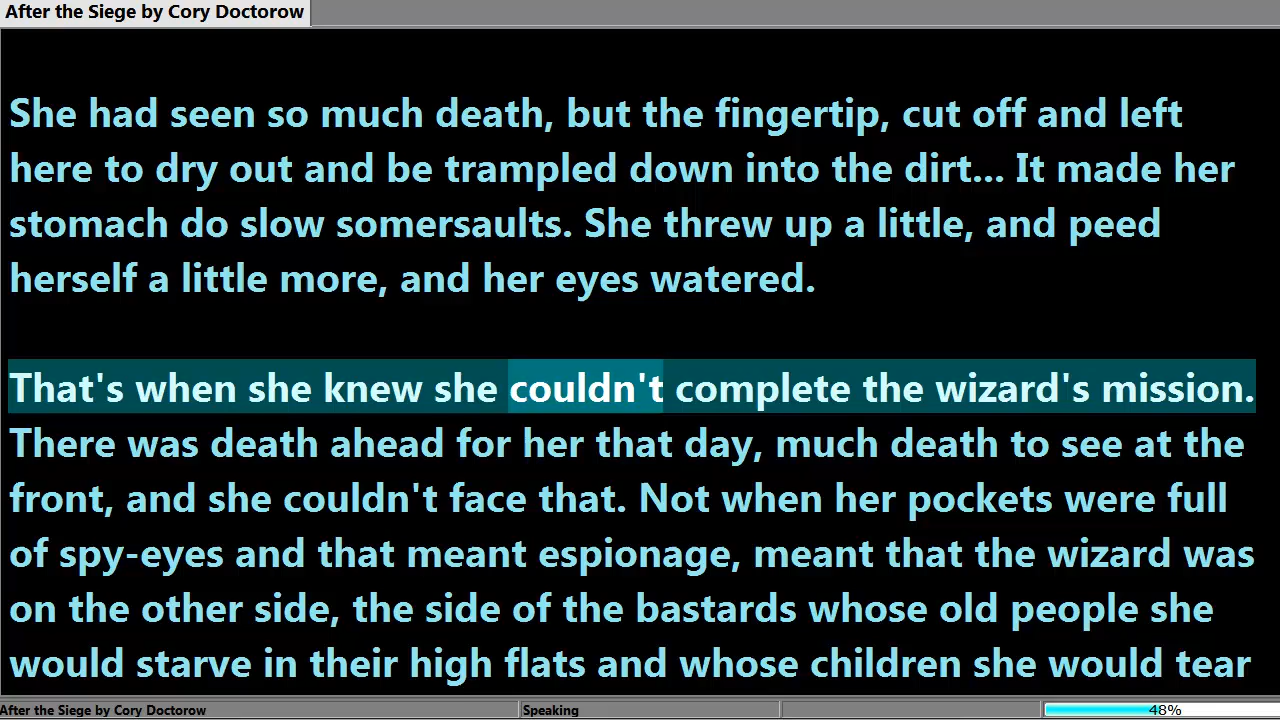 After the Siege by Cory Doctorow
She had seen so much death, but the fingertip, cut off and left
here to dry out and be trampled down into the dirt... It made her
stomach do slow somersaults. She threw up a little, and peed
herself a little more, and her eyes watered.
That's when she knew she couldn't complete the wizard's mission.
There was death ahead for her that day, much death to see at the
front, and she couldn't face that. Not when her pockets were full
of spy-eyes and that meant espionage, meant that the wizard was
on the other side, the side of the bastards whose old people she
would starve in their high flats and whose children she would tear
After the Siege by Cory Doctorow
Speaking
48%